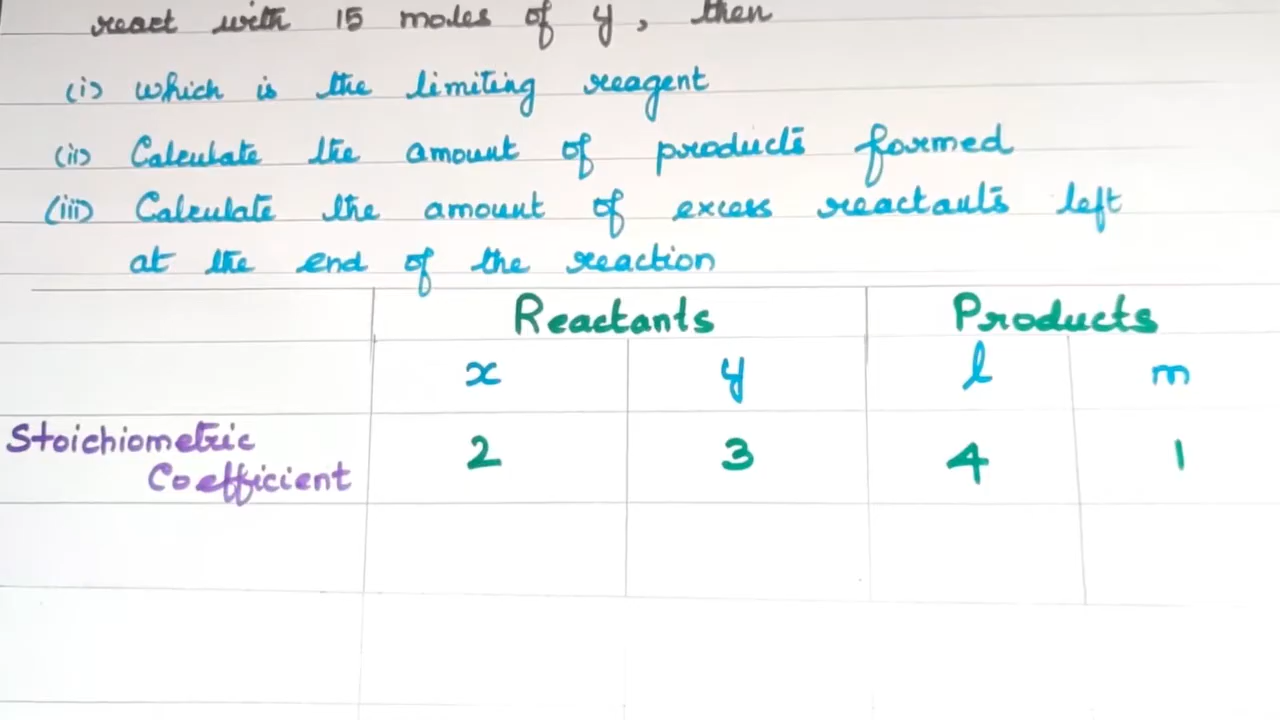 react with 15 moles of y, then
(i) which is the limiting reagent
(ii) Calculate the amount of products formed
(iii) Calculate the amount of excess reactants left
at the end of the reaction
Reactants Products
x y l m
Stoichiometric
Coefficient 2 3 4 1